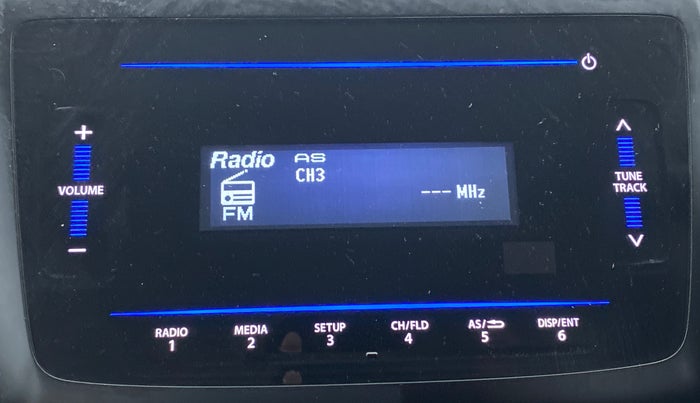 Radio AS
CH3
--- MHz
FM
+
VOLUME
−
TUNE
TRACK
RADIO MEDIA SETUP CH/FLD AS/ DISP/ENT
1 2 3 4 5 6